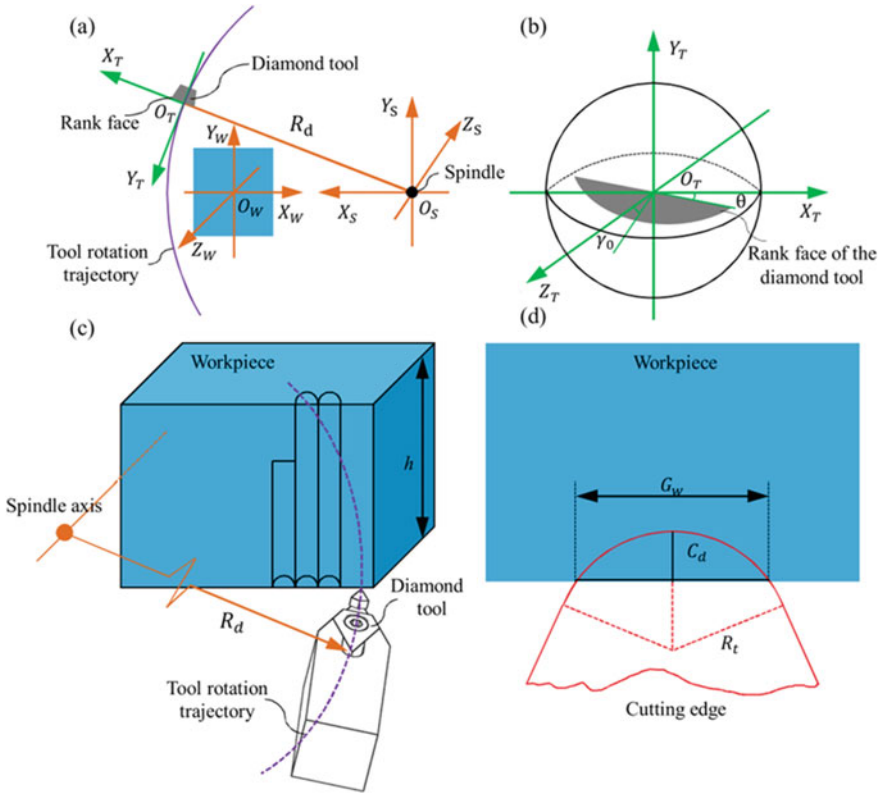 (a)
X_T
Diamond tool
Rank face
O_T
Y_W
R_d
Y_S
Z_S
Spindle
Y_T
O_W
X_W
X_S
O_S
Tool rotation
trajectory
Z_W
(b)
Y_T
O_T
θ
X_T
γ_0
Z_T
Rank face of the
diamond tool
(c)
Workpiece
h
Spindle axis
R_d
Diamond
tool
Tool rotation
trajectory
(d)
Workpiece
G_w
C_d
R_t
Cutting edge